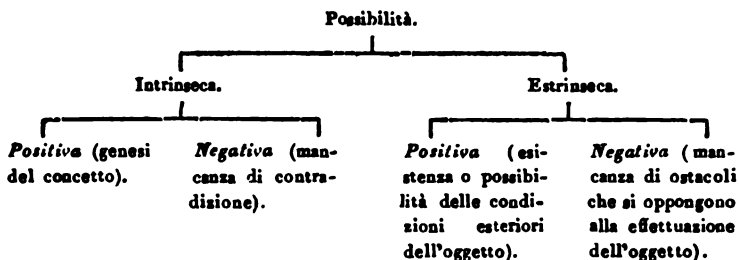 Possibilità.
Intrinseca.
Estrinseca.
Positiva (genesi
del concetto).
Negativa (man-
canza di contra-
dizione).
Positiva (esi-
stenza o possibi-
lità delle condi-
zioni esteriori
dell'oggetto).
Negativa (man-
canza di ostacoli
che si oppongono
alla effettuazione
dell'oggetto).